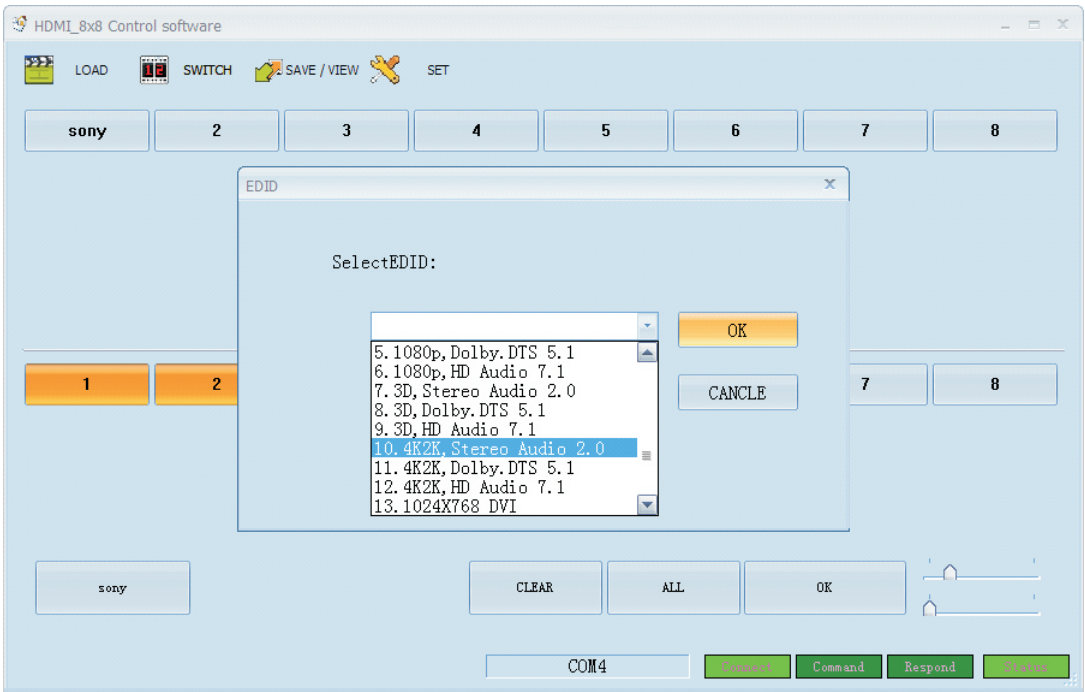 HDMI_8x8 Control software
LOAD SWITCH SAVE / VIEW SET
sony 2 3 4 5 6 7 8
EDID
SelectEDID:
OK
5.1080p,Dolby.DTS 5.1
6.1080p,HD Audio 7.1
7.3D,Stereo Audio 2.0
8.3D,Dolby.DTS 5.1
9.3D,HD Audio 7.1
10.4K2K,Stereo Audio 2.0
11.4K2K,Dolby.DTS 5.1
12.4K2K,HD Audio 7.1
13.1024X768 DVI
CANCLE
1 2 7 8
sony CLEAR ALL OK
COM4 Connect Command Respond Status